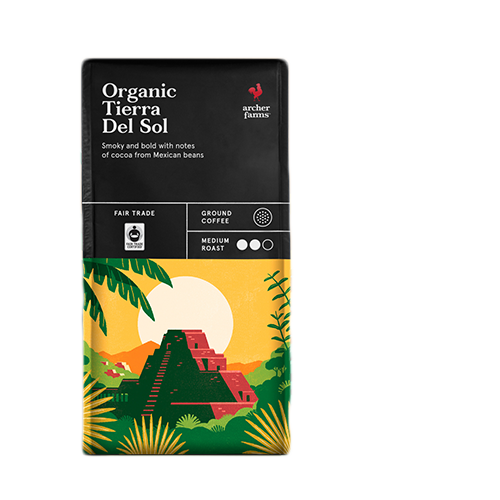 Organic
Tierra
Del Sol
archer
farms
Smoky and bold with notes
of cocoa from Mexican beans
FAIR TRADE
GROUND
COFFEE
FAIR TRADE
CERTIFIED
MEDIUM
ROAST